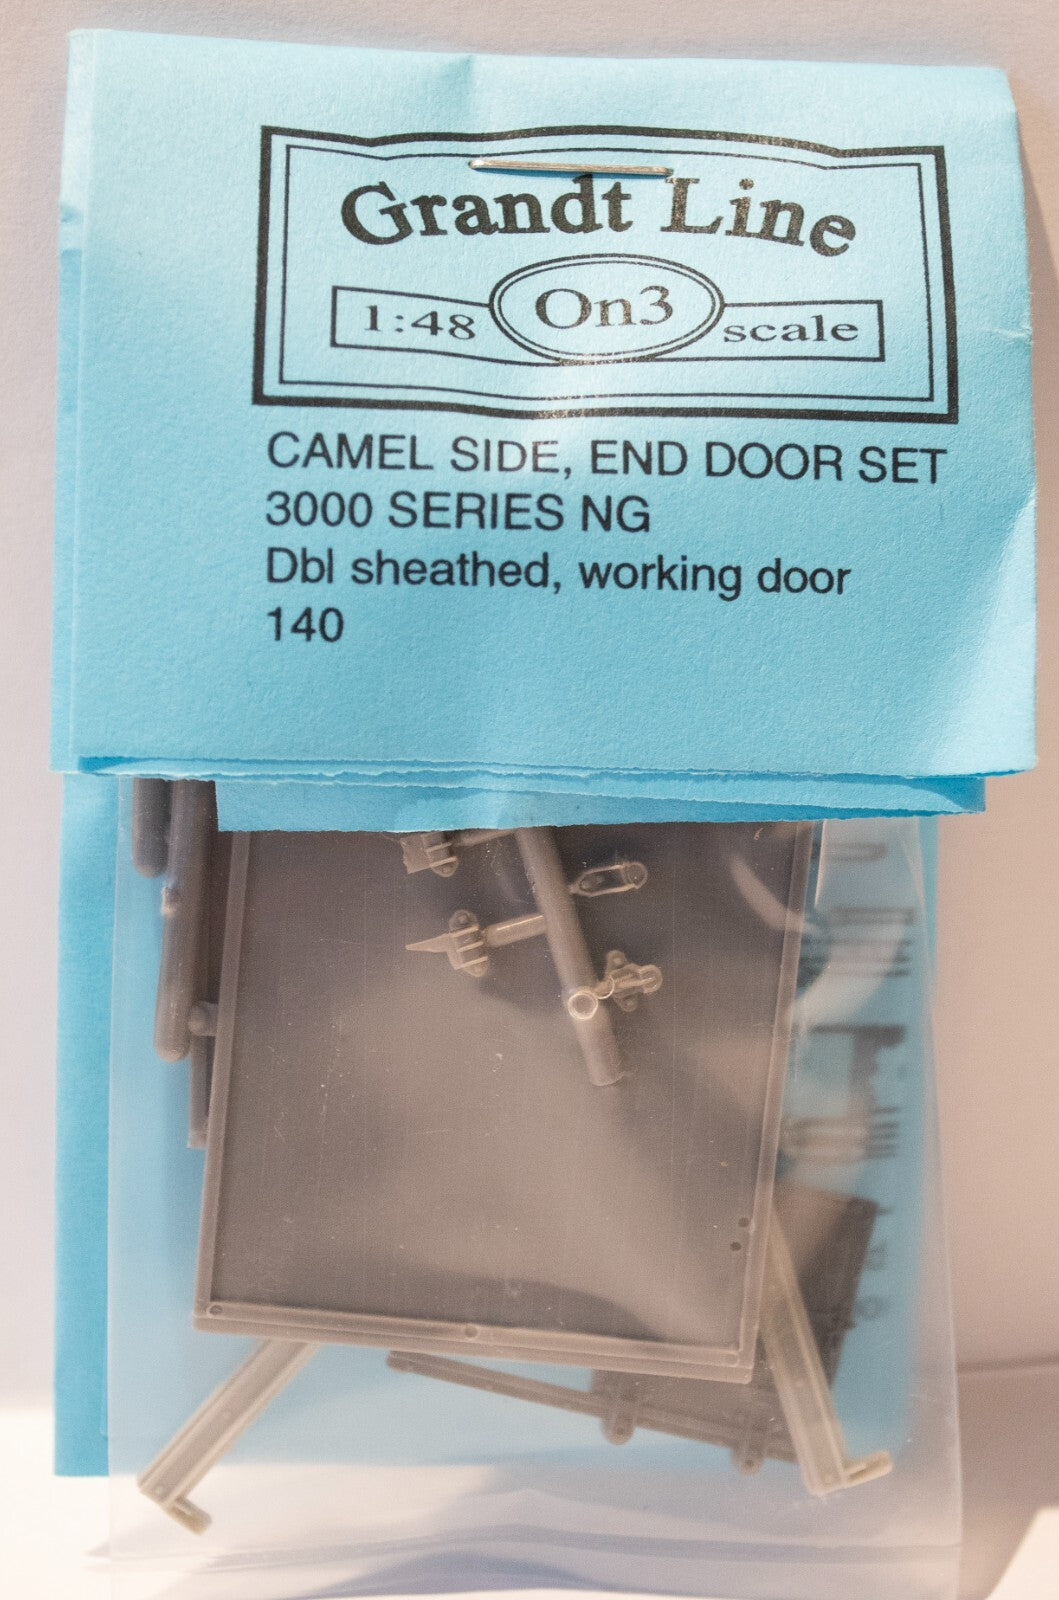 Grandt Line
1:48 On3 scale
CAMEL SIDE, END DOOR SET
3000 SERIES NG
Dbl sheathed, working door
140